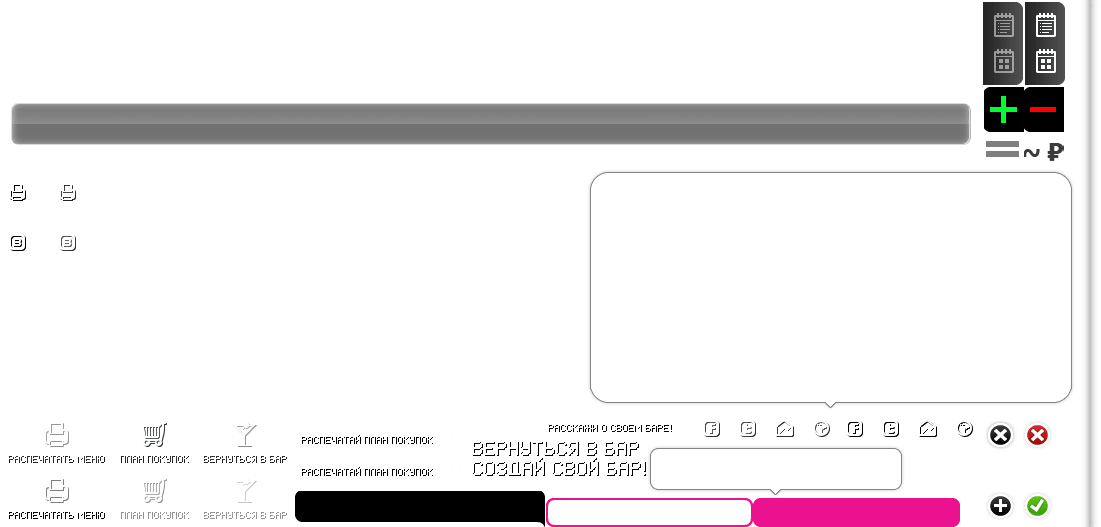 ~ ₽
РАСПЕЧАТАТЬ МЕНЮ
ПЛАН ПОКУПОК
ВЕРНУТЬСЯ В БАР
РАСПЕЧАТАЙ ПЛАН ПОКУПОК
РАССКАЖИ О СВОЕМ БАРЕ!
ВЕРНУТЬСЯ В БАР
СОЗДАЙ СВОЙ БАР!
РАСПЕЧАТАЙ ПЛАН ПОКУПОК
РАСПЕЧАТАТЬ МЕНЮ
ПЛАН ПОКУПОК
ВЕРНУТЬСЯ В БАР